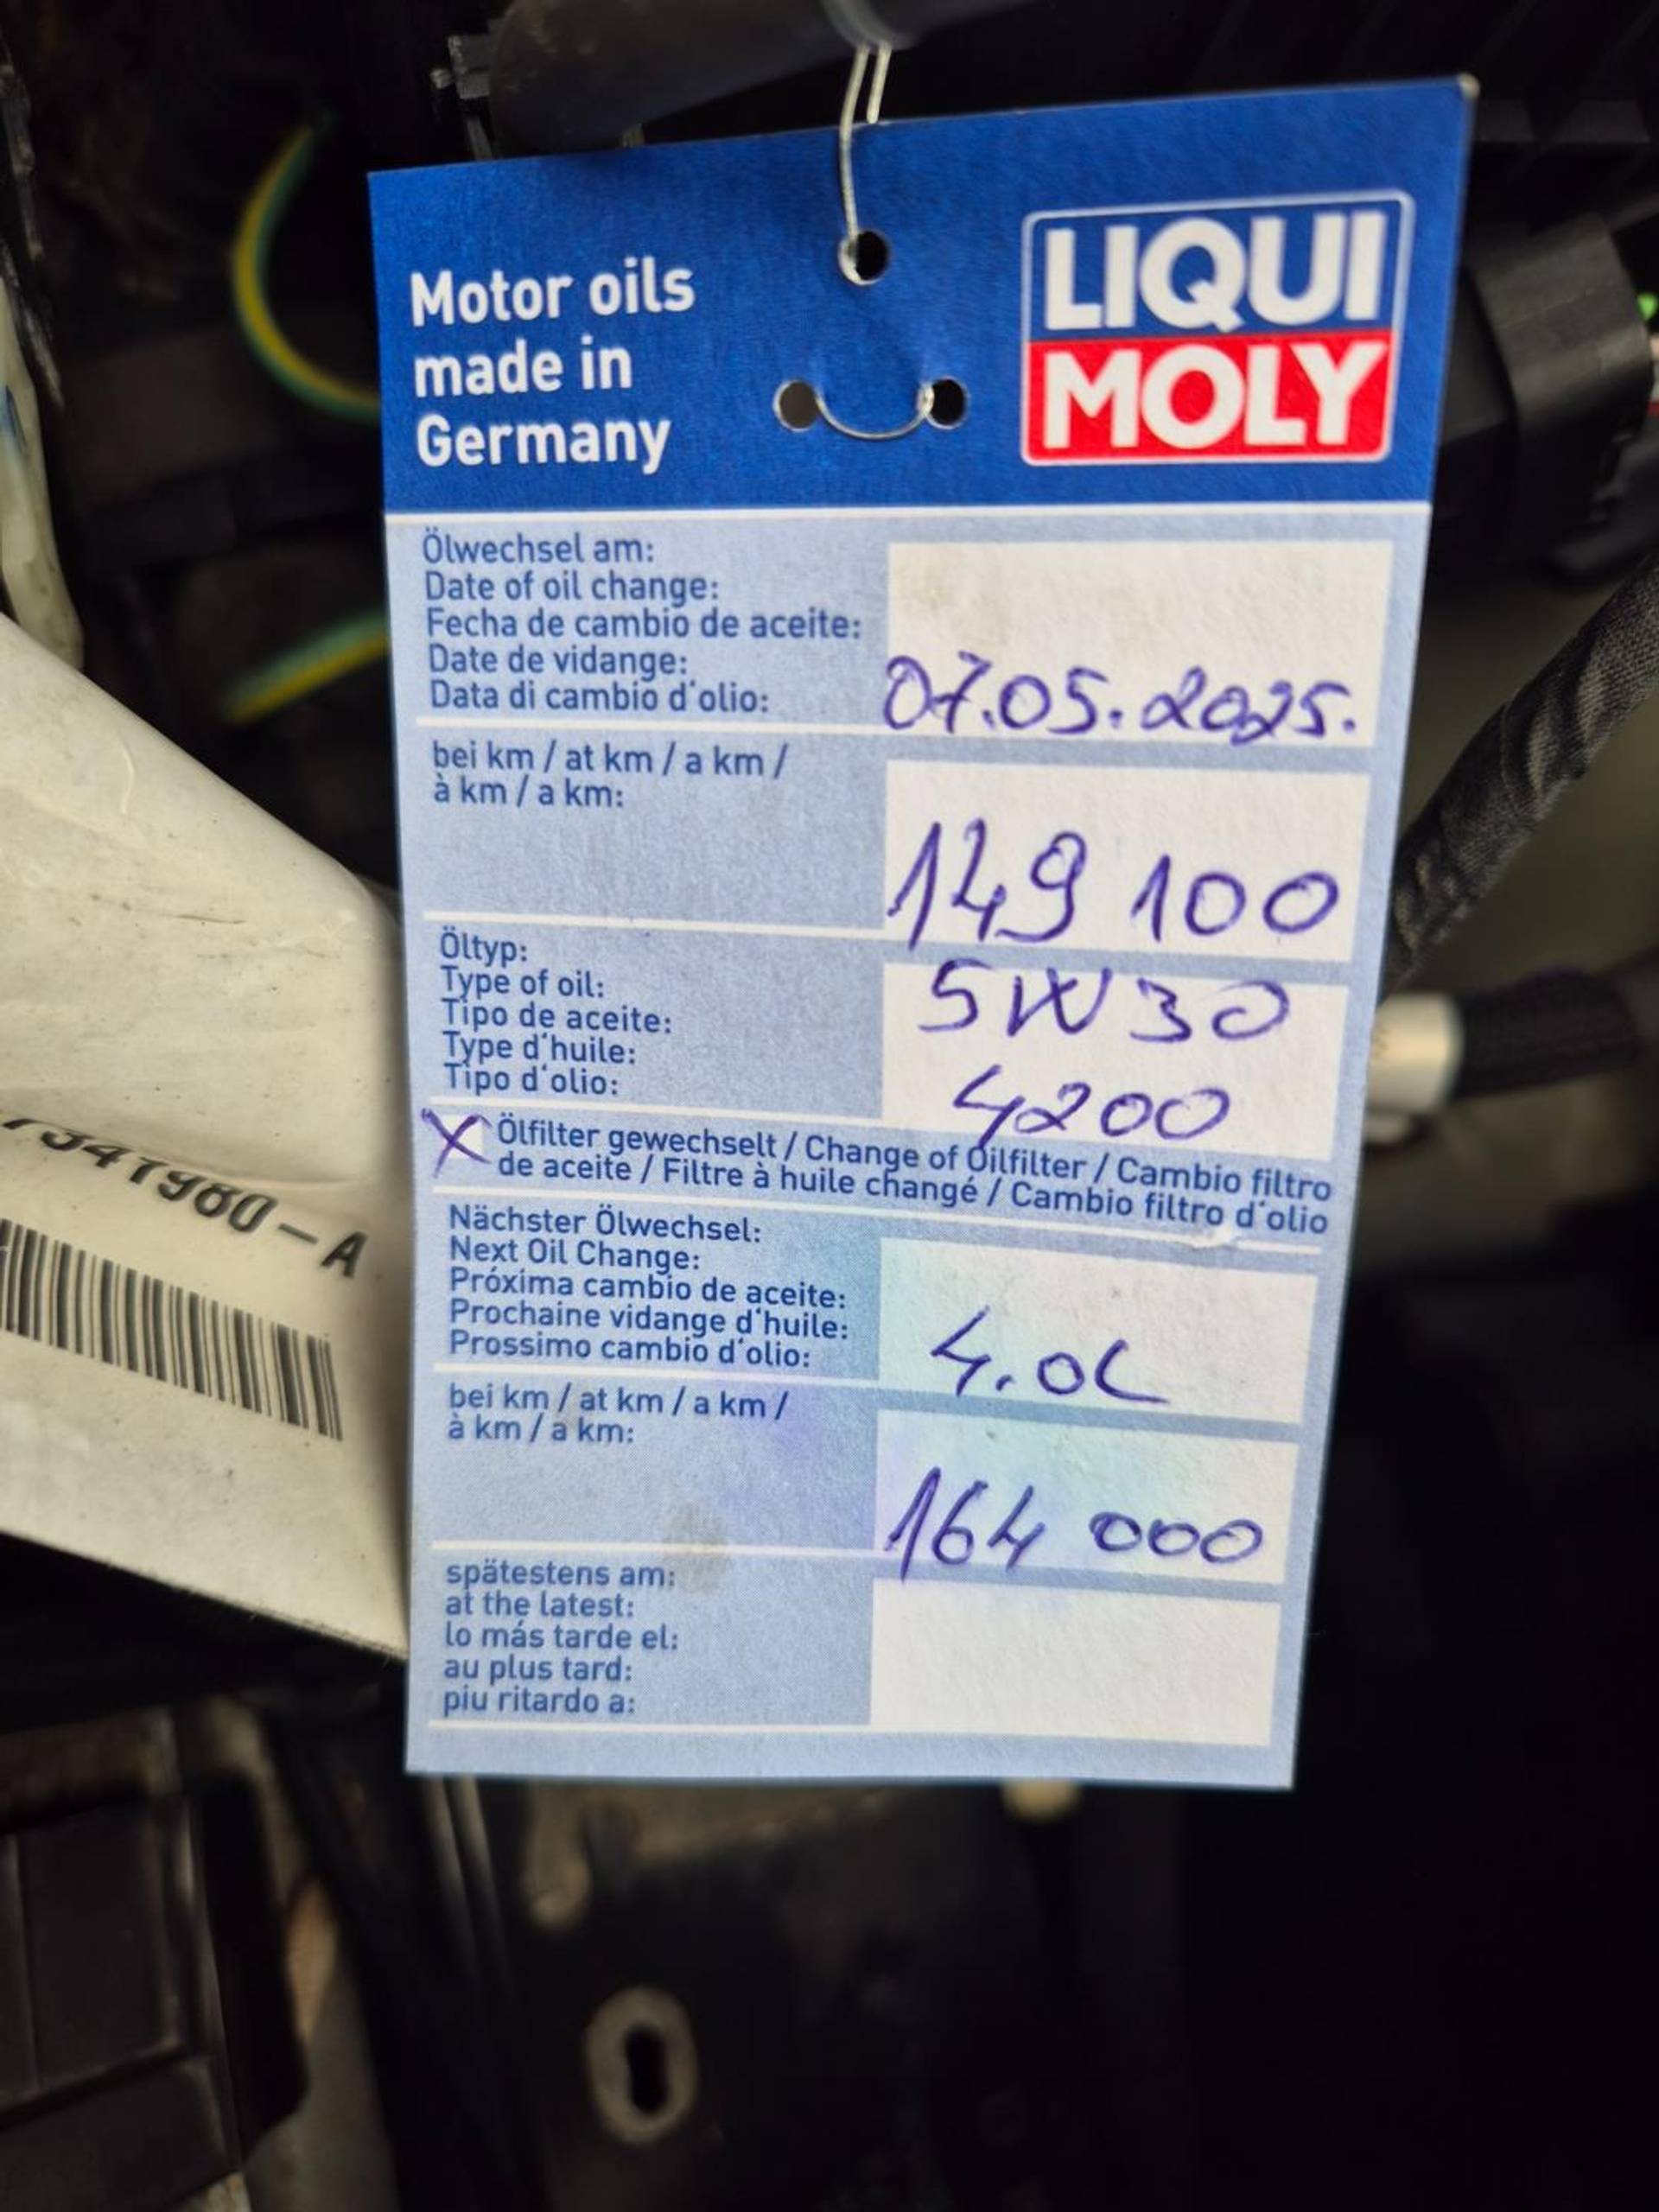 Motor oils
made in
Germany
LIQUI
MOLY
Ölwechsel am:
Date of oil change:
Fecha de cambio de aceite:
Date de vidange:
Data di cambio d'olio:
07.05.2025.
bei km / at km / a km /
à km / a km:
149 100
Öltyp:
Type of oil:
Tipo de aceite:
Type d'huile:
Tipo d'olio:
5W30
4200
X Ölfilter gewechselt / Change of Oilfilter / Cambio filtro
de aceite / Filtre à huile changé / Cambio filtro d'olio
Nächster Ölwechsel:
Next Oil Change:
Próxima cambio de aceite:
Prochaine vidange d'huile:
Prossimo cambio d'olio:
4.0L
bei km / at km / a km /
à km / a km:
164 000
spätestens am:
at the latest:
lo más tarde el:
au plus tard:
piu ritardo a:
7341980-A